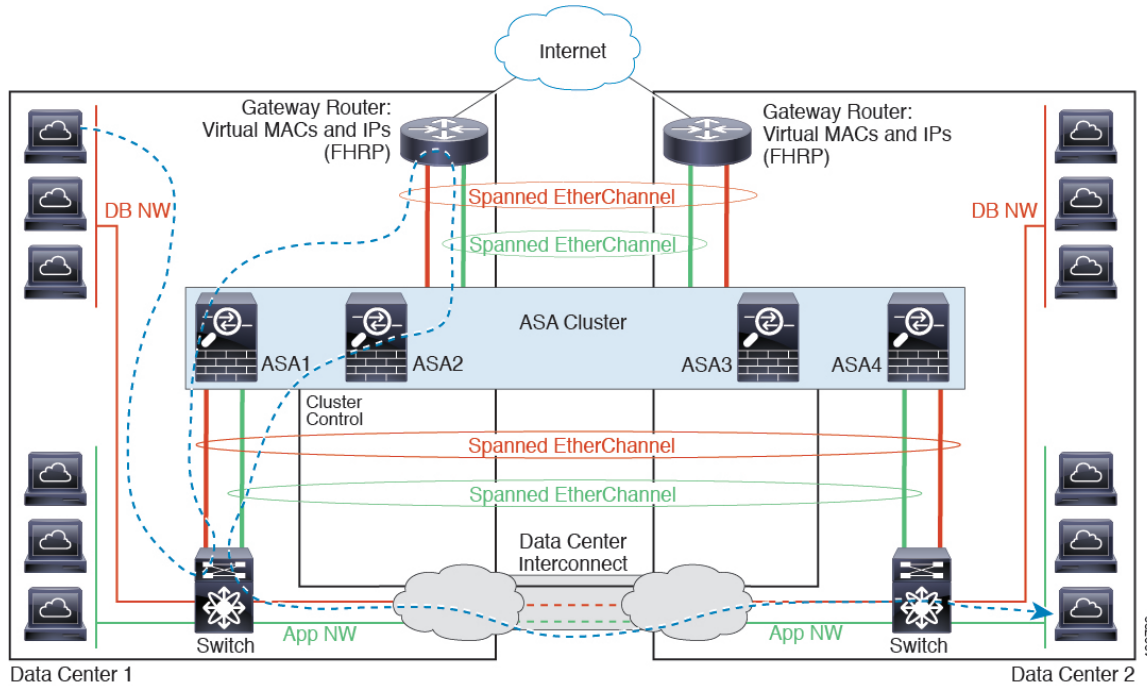 Internet
Gateway Router:
Virtual MACs and IPs
(FHRP)
Gateway Router:
Virtual MACs and IPs
(FHRP)
Spanned EtherChannel
DB NW
DB NW
Spanned EtherChannel
ASA Cluster
ASA1
ASA2
ASA3
ASA4
Cluster
Control
Spanned EtherChannel
Spanned EtherChannel
Data Center
Interconnect
Switch
App NW
App NW
Switch
Data Center 1
Data Center 2